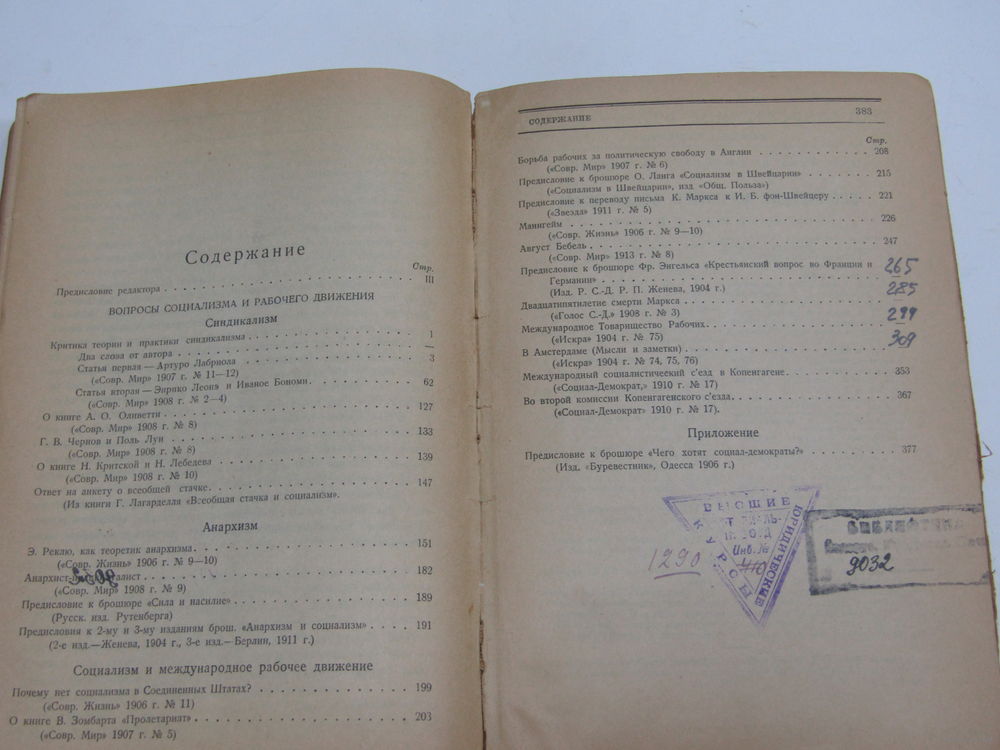 Содержание
Стр.
Предисловие редактора III
ВОПРОСЫ СОЦИАЛИЗМА И РАБОЧЕГО ДВИЖЕНИЯ
Синдикализм
Критика теории и практики синдикализма 1
Два слова от автора —
Статья первая — Артуро Лабриола 3
(«Совр. Мир» 1907 г. № 11—12)
Статья вторая — Энрико Леонэ и Иваное Бономи. 62
(«Совр. Мир» 1908 г. № 2—4)
О книге А. О. Оливетти 127
(«Совр. Мир» 1908 г. № 8)
Г. В. Чернов и Поль Луи 133
(«Совр. Мир» 1908 г. № 8)
О книге Н. Критской и Н. Лебедева 139
(«Совр. Мир» 1908 г. № 10)
Ответ на анкету о всеобщей стачке 147
(Из книги Г. Лагарделля «Всеобщая стачка и социализм».
Анархизм
Э. Реклю, как теоретик анархизма. 151
(«Совр. Жизнь» 1906 г. № 9—10)
Анархист- 182
(«Совр. Мир» 1908 г. № 9)
Предисловие к брошюре «Сила и насилие» 189
(Русск. изд. Рутенберга)
Предисловия к 2-му и 3-му изданиям брош. «Анархизм и социализм» 191
(2-е изд.—Женева, 1904 г., 3-е изд.—Берлин, 1911 г.)
Социализм и международное рабочее движение
Почему нет социализма в Соединенных Штатах? 199
(«Совр. Жизнь» 1906 г. № 11)
О книге В. Зомбарта «Пролетариат» 203
(«Совр. Мир» 1907 г. № 5)
СОДЕРЖАНИЕ 383
Стр.
Борьба рабочих за политическую свободу в Англии 208
(«Совр. Мир» 1907 г. № 6)
Предисловие к брошюре О. Ланга «Социализм в Швейцарии» 215
(«Социализм в Швейцарии», изд «Общ. Польза»)
Предисловие к переводу письма К. Маркса к И. Б. фон-Швейцеру 221
(«Звезда» 1911 г. № 5)
Мангейм 226
(«Совр. Жизнь» 1906 г. № 9—10)
Август Бебель 247
(«Совр. Мир» 1913 г. № 8)
Предисловие к брошюре Фр. Энгельса «Крестьянский вопрос во Франции и
Германии» 265
(Изд. Р. С.-Д. Р. П. Женева, 1904 г.)
Двадцатипятилетие смерти Маркса 285
(«Голос С.-Д.» 1908 г. № 3)
Международное Товарищество Рабочих 299
(«Искра» 1904 г. № 75)
В Амстердаме (Мысли и заметки) 309
(«Искра» 1904 г. № 74, 75, 76)
Международный социалистический с'езд в Копенгагене 353
(«Социал-Демократ,» 1910 г. № 17)
Во второй комиссии Копенгагенского с'езда 367
(«Социал-Демократ» 1910 г. № 17).
Приложение
Предисловие к брошюре «Чего хотят социал-демократы?» 377
(Изд. «Буревестник», Одесса 1906 г.)
ВЫСШИЕ
ЮРИДИЧЕСКИЕ
КУРСЫ
Инв. №
410
1290
БИБЛИОТЕКА
9032